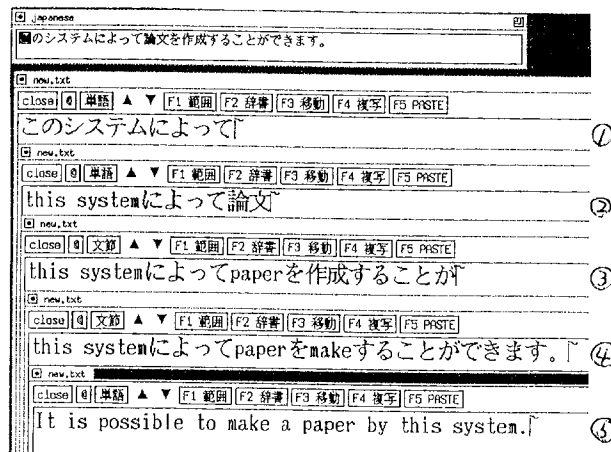 japanese
このシステムによって論文を作成することができます。
new.txt
close @ 単語 ▲ ▼ F1 範囲 F2 辞書 F3 移動 F4 複写 F5 PASTE
このシステムによって
①
new.txt
close @ 単語 ▲ ▼ F1 範囲 F2 辞書 F3 移動 F4 複写 F5 PASTE
this systemによって論文
②
new.txt
close @ 文節 ▲ ▼ F1 範囲 F2 辞書 F3 移動 F4 複写 F5 PASTE
this systemによってpaperを作成することが
③
new.txt
close @ 文節 ▲ ▼ F1 範囲 F2 辞書 F3 移動 F4 複写 F5 PASTE
this systemによってpaperをmakeすることができます。
④
new.txt
close @ 単語 ▲ ▼ F1 範囲 F2 辞書 F3 移動 F4 複写 F5 PASTE
It is possible to make a paper by this system.
⑤